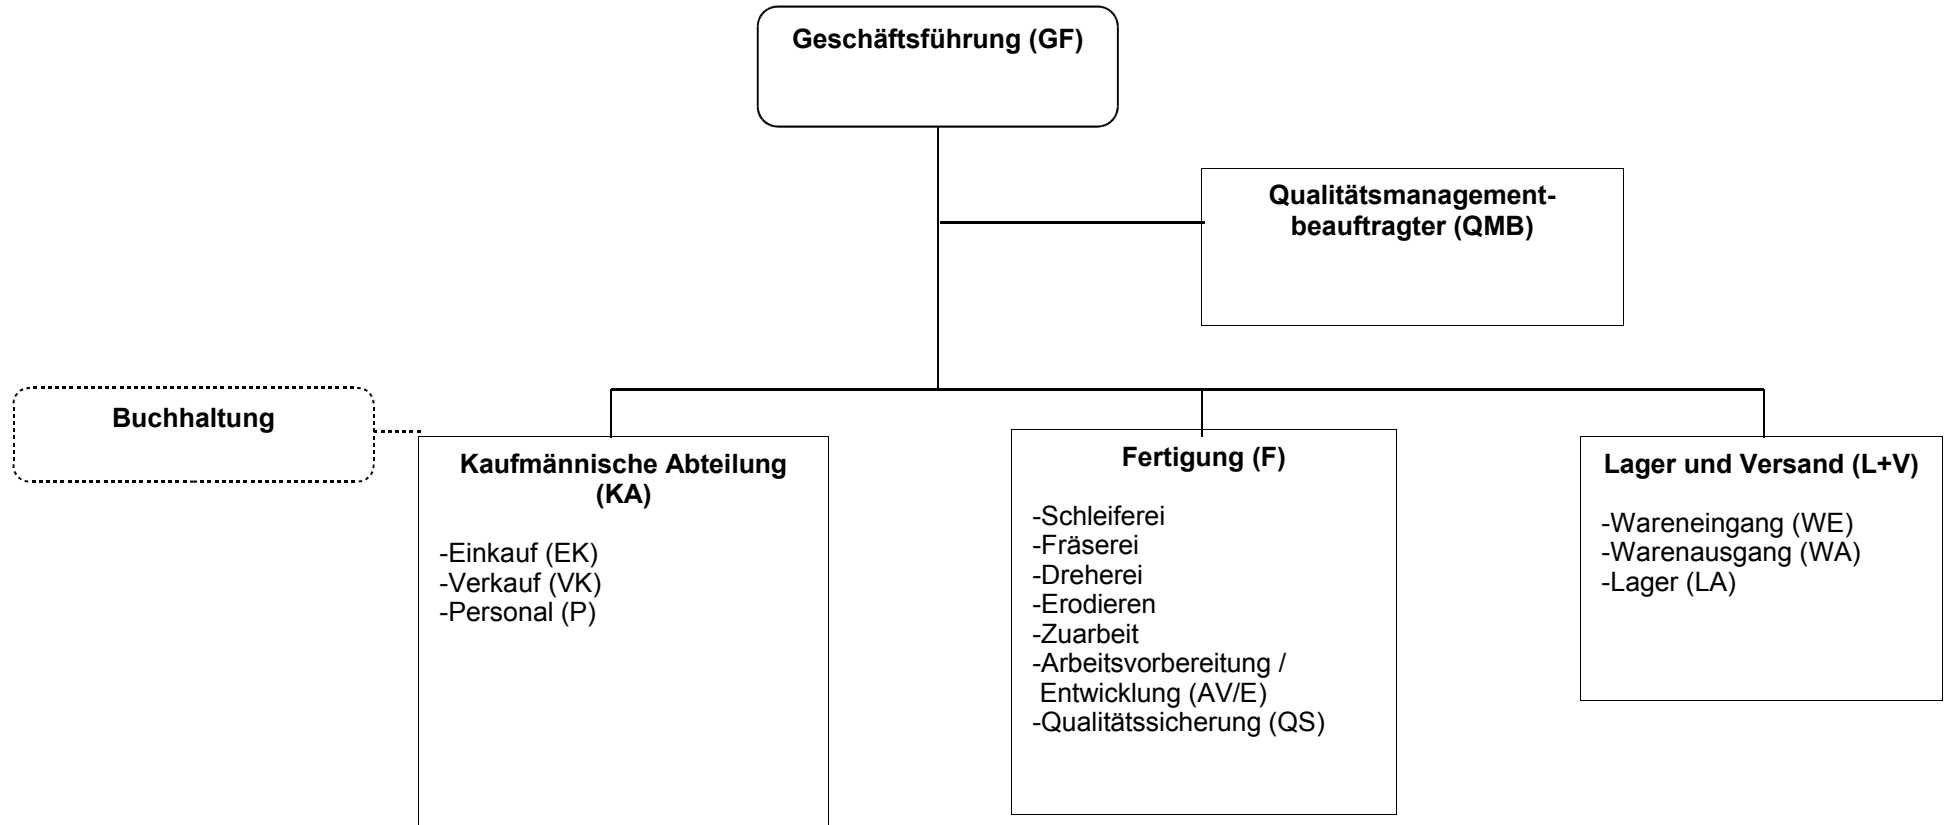 Geschäftsführung (GF)
Qualitätsmanagement-
beauftragter (QMB)
Buchhaltung
Kaufmännische Abteilung
(KA)
-Einkauf (EK)
-Verkauf (VK)
-Personal (P)
Fertigung (F)
-Schleiferei
-Fräserei
-Dreherei
-Erodieren
-Zuarbeit
-Arbeitsvorbereitung /
Entwicklung (AV/E)
-Qualitätssicherung (QS)
Lager und Versand (L+V)
-Wareneingang (WE)
-Warenausgang (WA)
-Lager (LA)